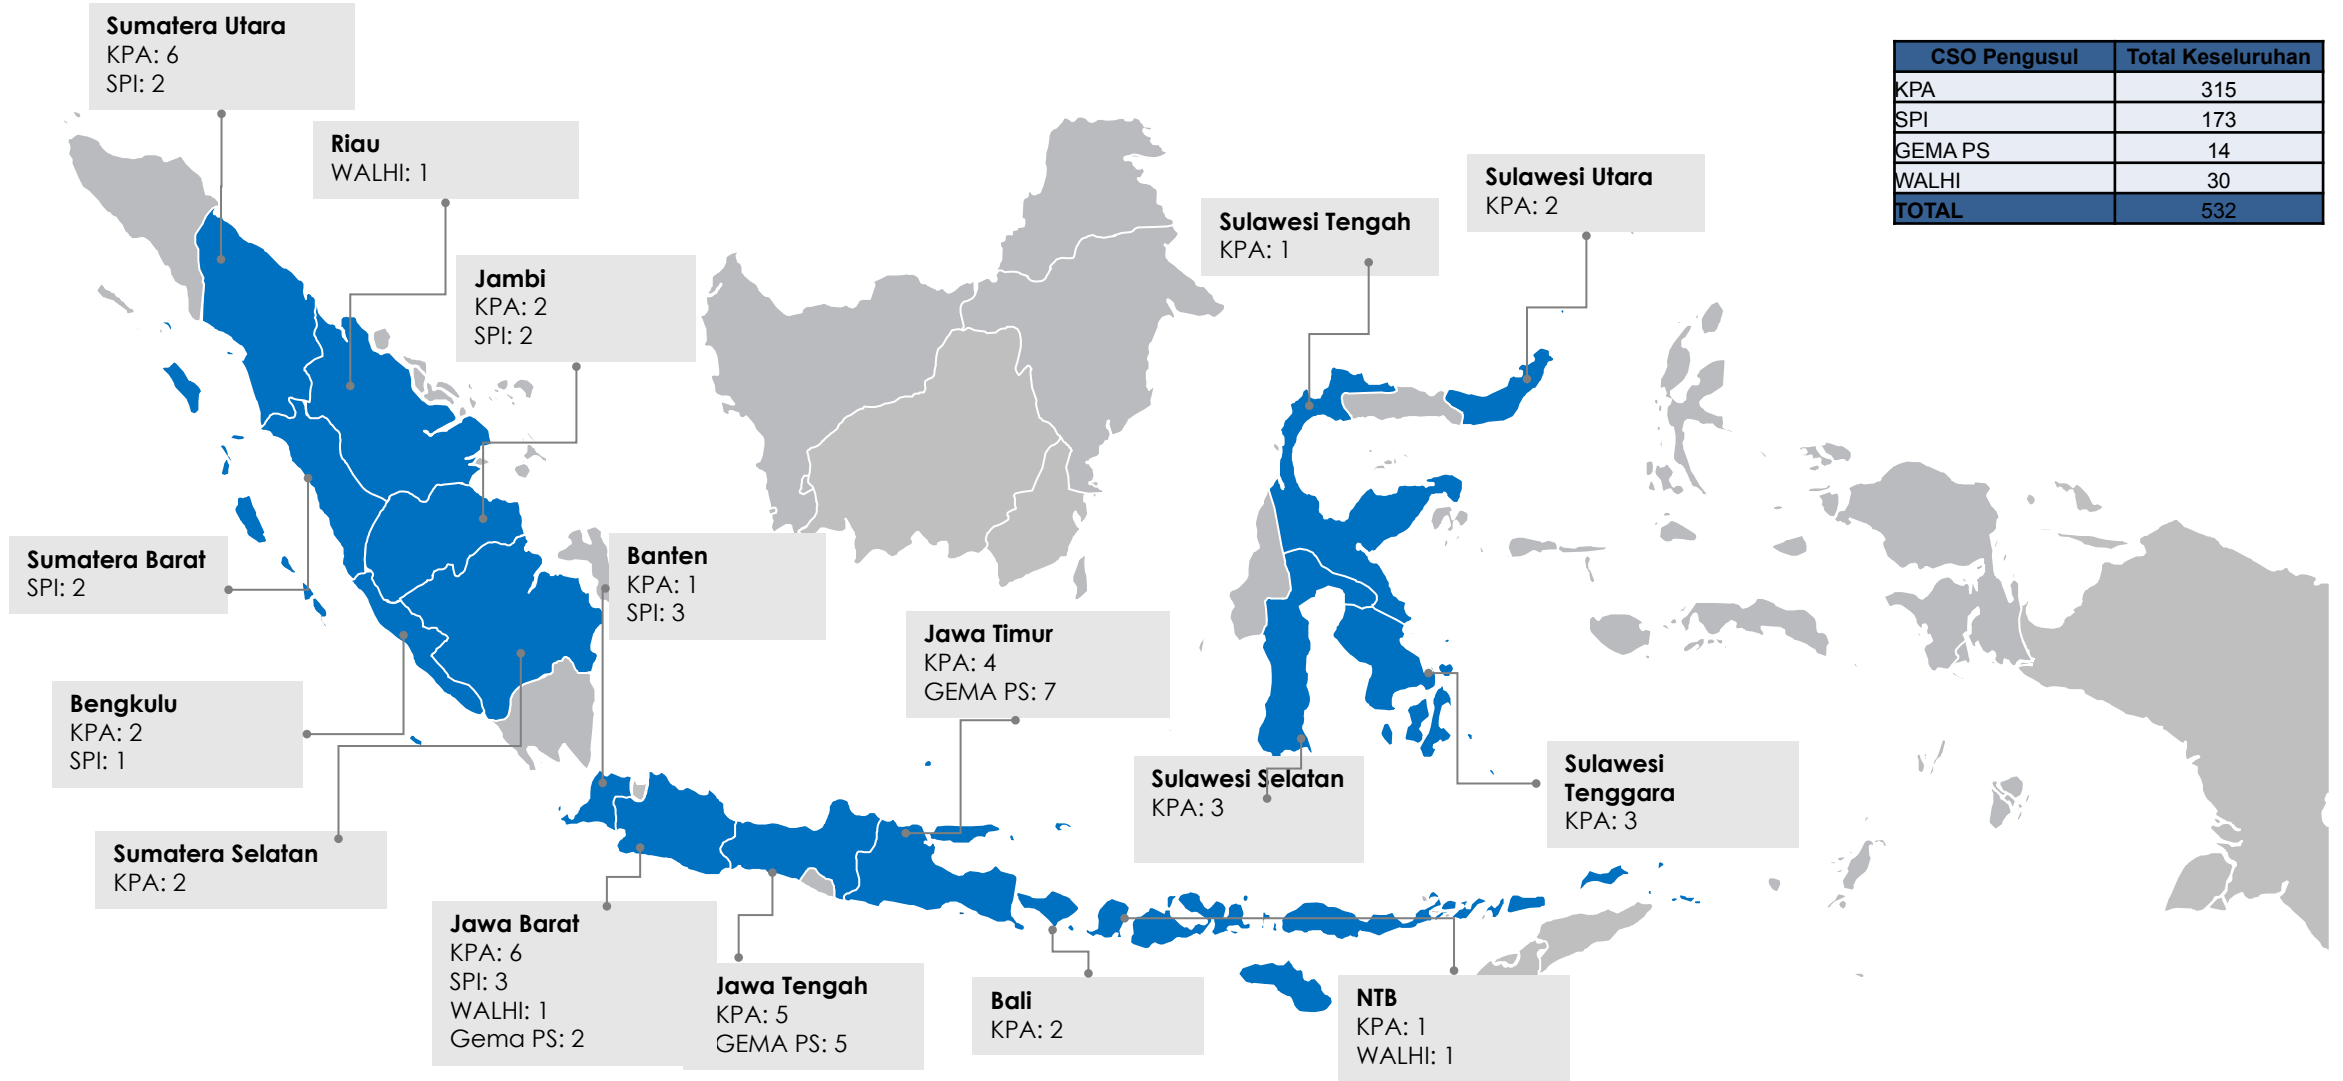 Sumatera Utara
KPA: 6
SPI: 2
Riau
WALHI: 1
Jambi
KPA: 2
SPI: 2
Sulawesi Tengah
KPA: 1
Sulawesi Utara
KPA: 2
CSO Pengusul Total Keseluruhan
KPA 315
SPI 173
GEMA PS 14
WALHI 30
TOTAL 532
Sumatera Barat
SPI: 2
Banten
KPA: 1
SPI: 3
Jawa Timur
KPA: 4
GEMA PS: 7
Bengkulu
KPA: 2
SPI: 1
Sulawesi Selatan
KPA: 3
Sulawesi
Tenggara
KPA: 3
Sumatera Selatan
KPA: 2
Jawa Barat
KPA: 6
SPI: 3
WALHI: 1
Gema PS: 2
Jawa Tengah
KPA: 5
GEMA PS: 5
Bali
KPA: 2
NTB
KPA: 1
WALHI: 1